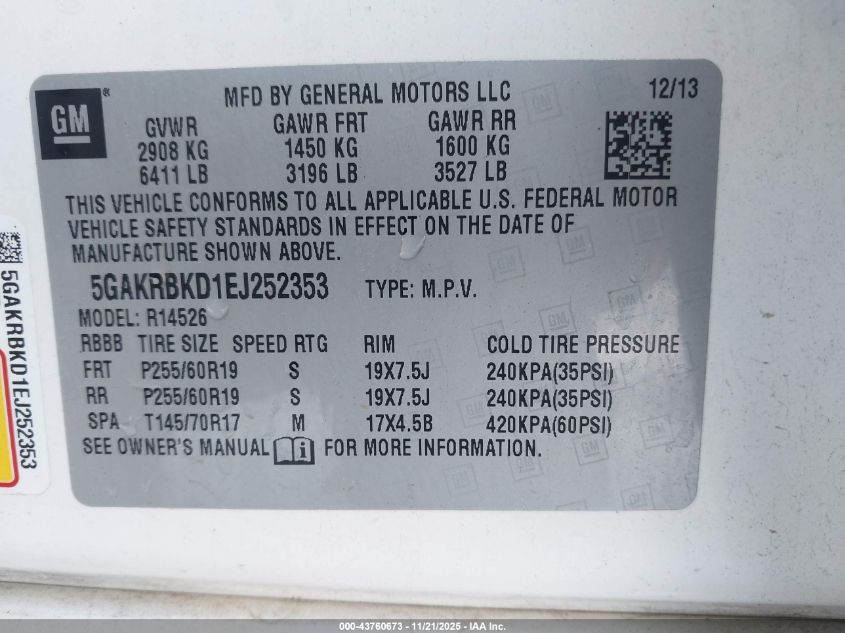 GM ®
MFD BY GENERAL MOTORS LLC 12/13
GVWR GAWR FRT GAWR RR
2908 KG 1450 KG 1600 KG
6411 LB 3196 LB 3527 LB
THIS VEHICLE CONFORMS TO ALL APPLICABLE U.S. FEDERAL MOTOR
VEHICLE SAFETY STANDARDS IN EFFECT ON THE DATE OF
MANUFACTURE SHOWN ABOVE.
5GAKRBKD1EJ252353 TYPE: M.P.V.
MODEL: R14526
RBBB TIRE SIZE SPEED RTG RIM COLD TIRE PRESSURE
FRT P255/60R19 S 19X7.5J 240KPA(35PSI)
RR P255/60R19 S 19X7.5J 240KPA(35PSI)
SPA T145/70R17 M 17X4.5B 420KPA(60PSI)
SEE OWNER'S MANUAL FOR MORE INFORMATION.
5GAKRBKD1EJ252353
000-43760673 - 11/21/2025 - IAA Inc.